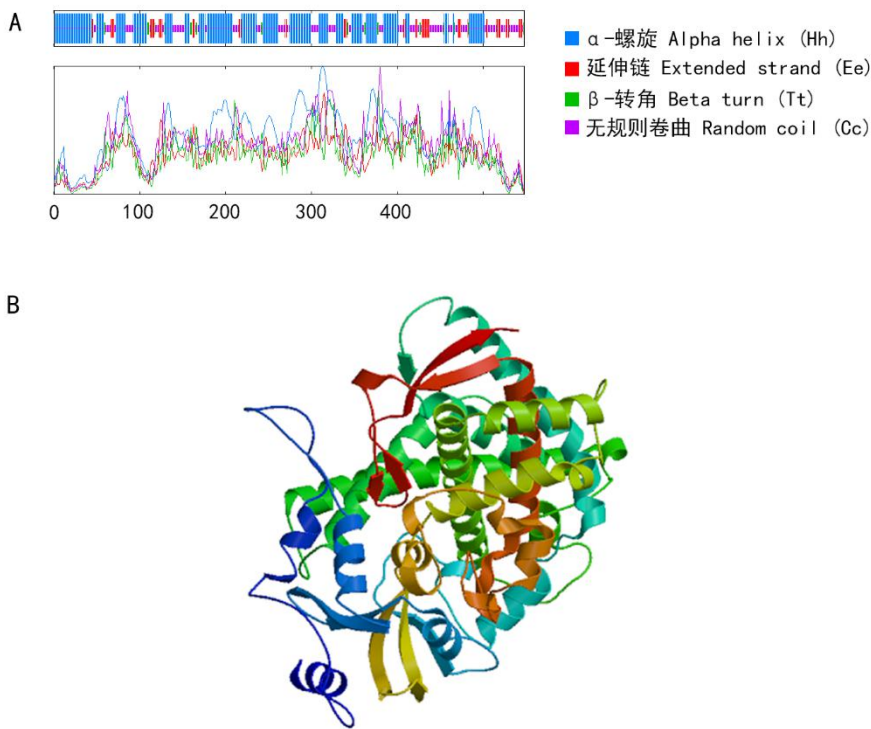 A
α-螺旋 Alpha helix (Hh)
延伸链 Extended strand (Ee)
β-转角 Beta turn (Tt)
无规则卷曲 Random coil (Cc)
0 100 200 300 400
B